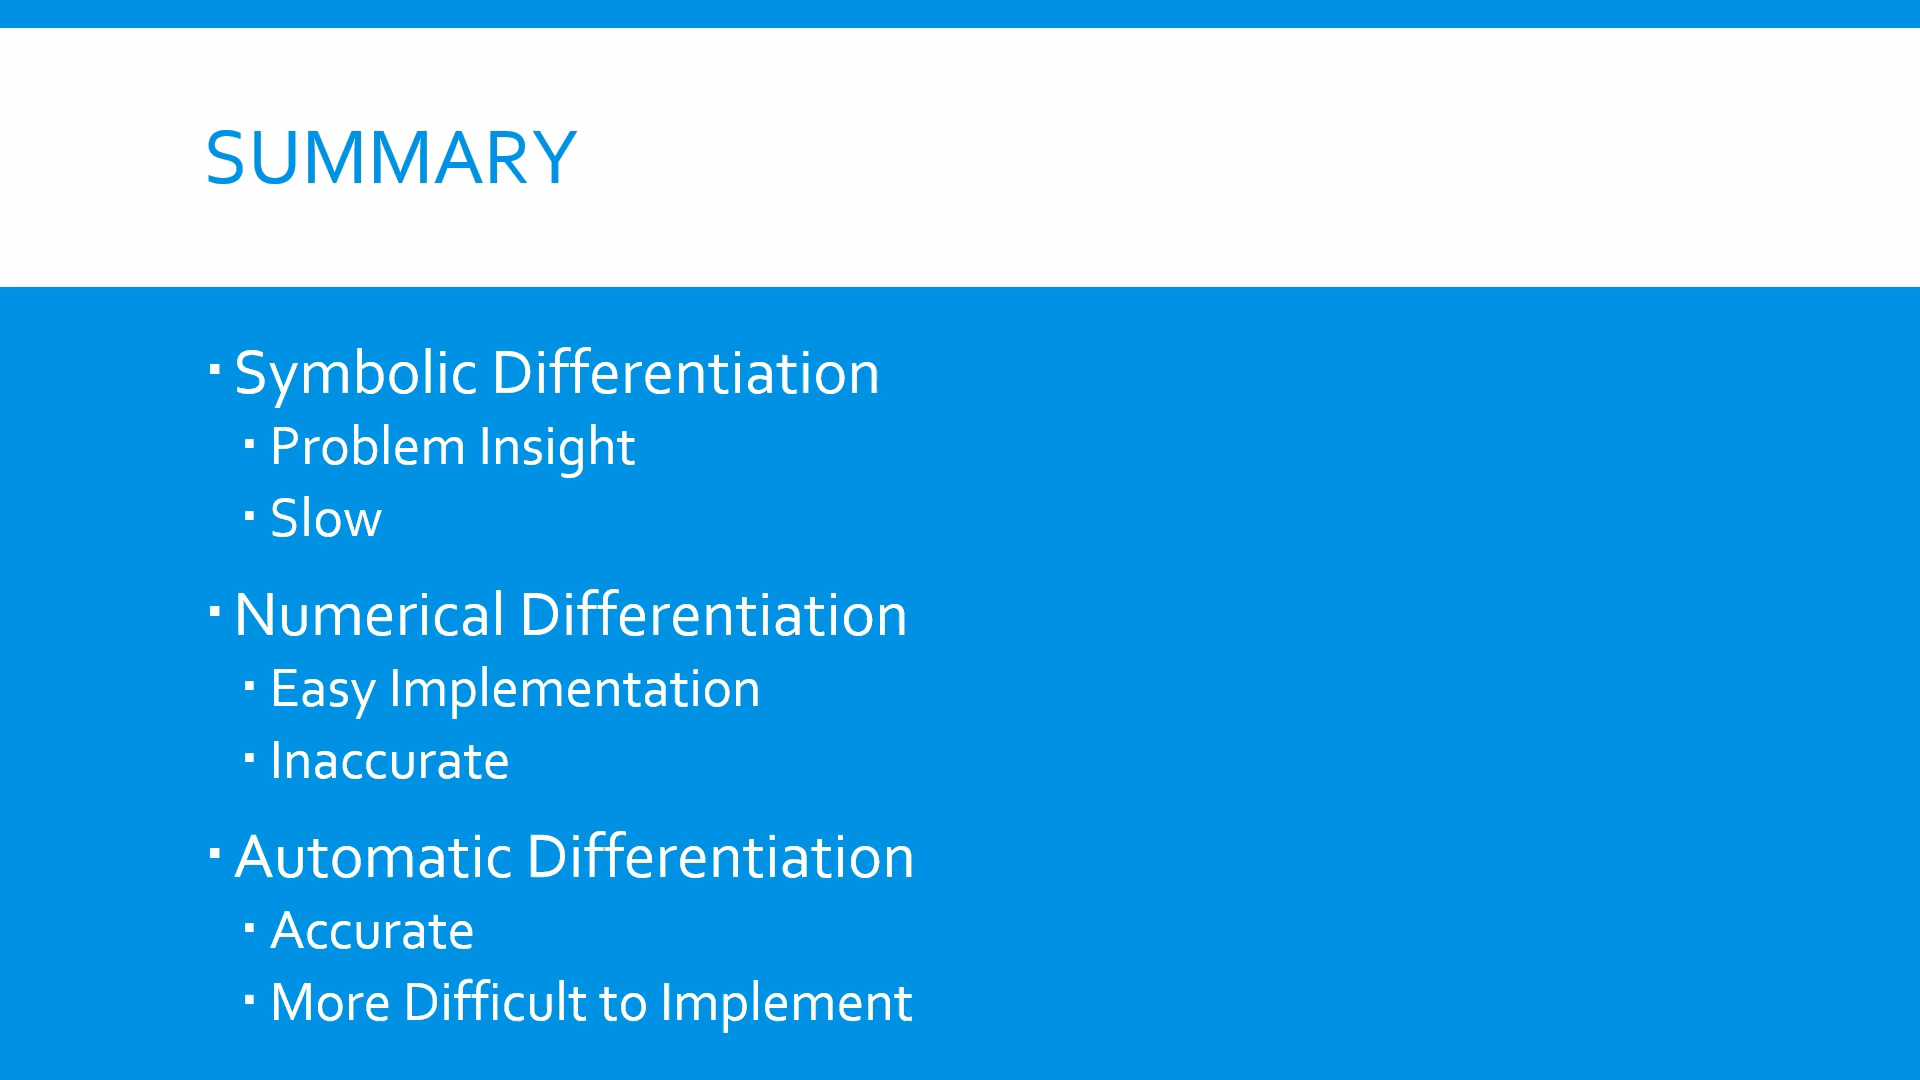 SUMMARY
▪ Symbolic Differentiation
▪ Problem Insight
▪ Slow
▪ Numerical Differentiation
▪ Easy Implementation
▪ Inaccurate
▪ Automatic Differentiation
▪ Accurate
▪ More Difficult to Implement